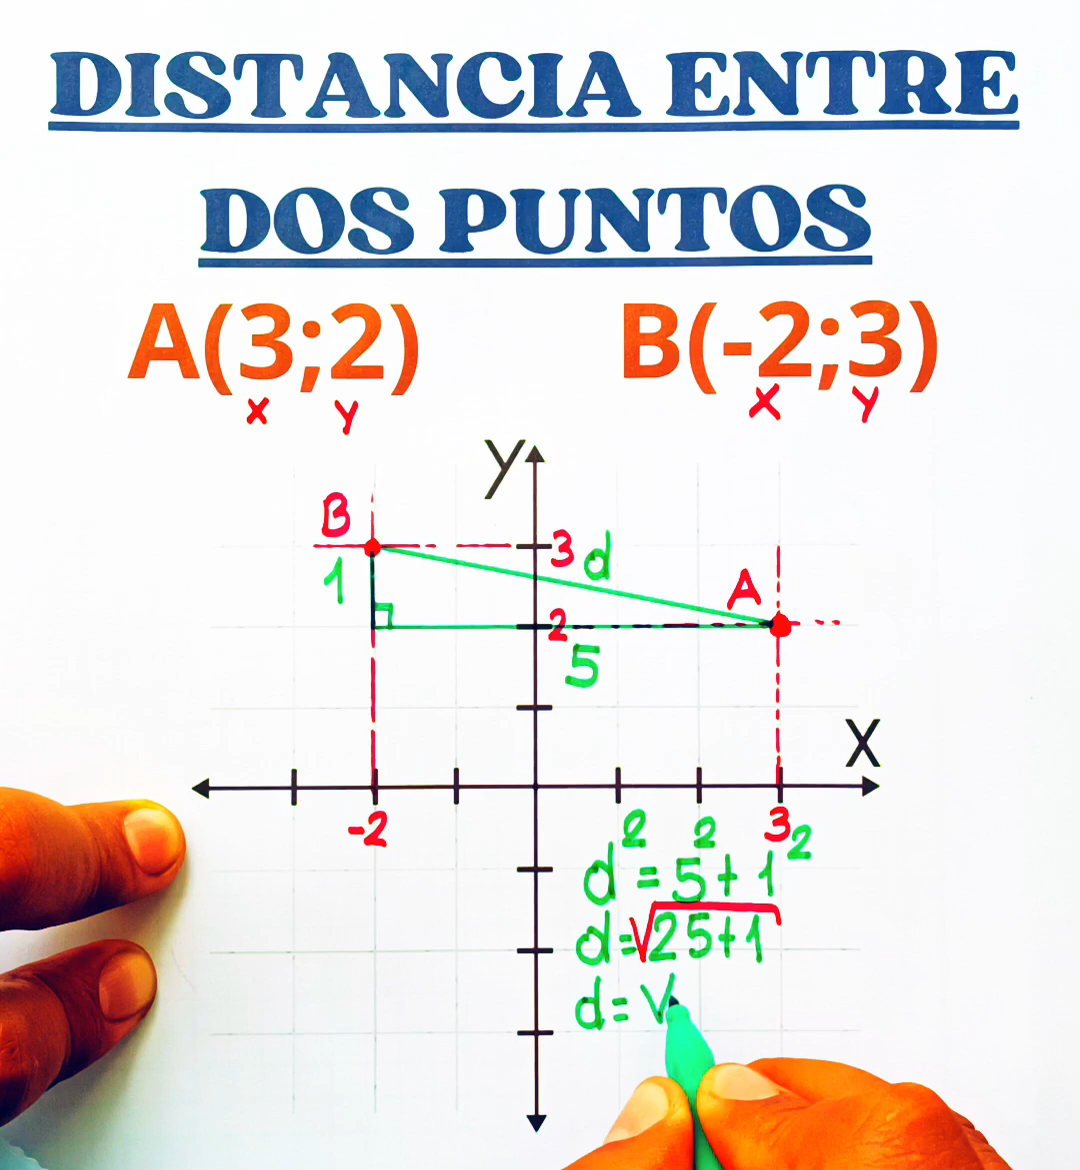 DISTANCIA ENTRE
DOS PUNTOS
A(3;2) B(-2;3)
x y x y
y
B
3 d
1
A
2
5
X
-2 3
d² = 5² + 1²
d = √25+1
d = √